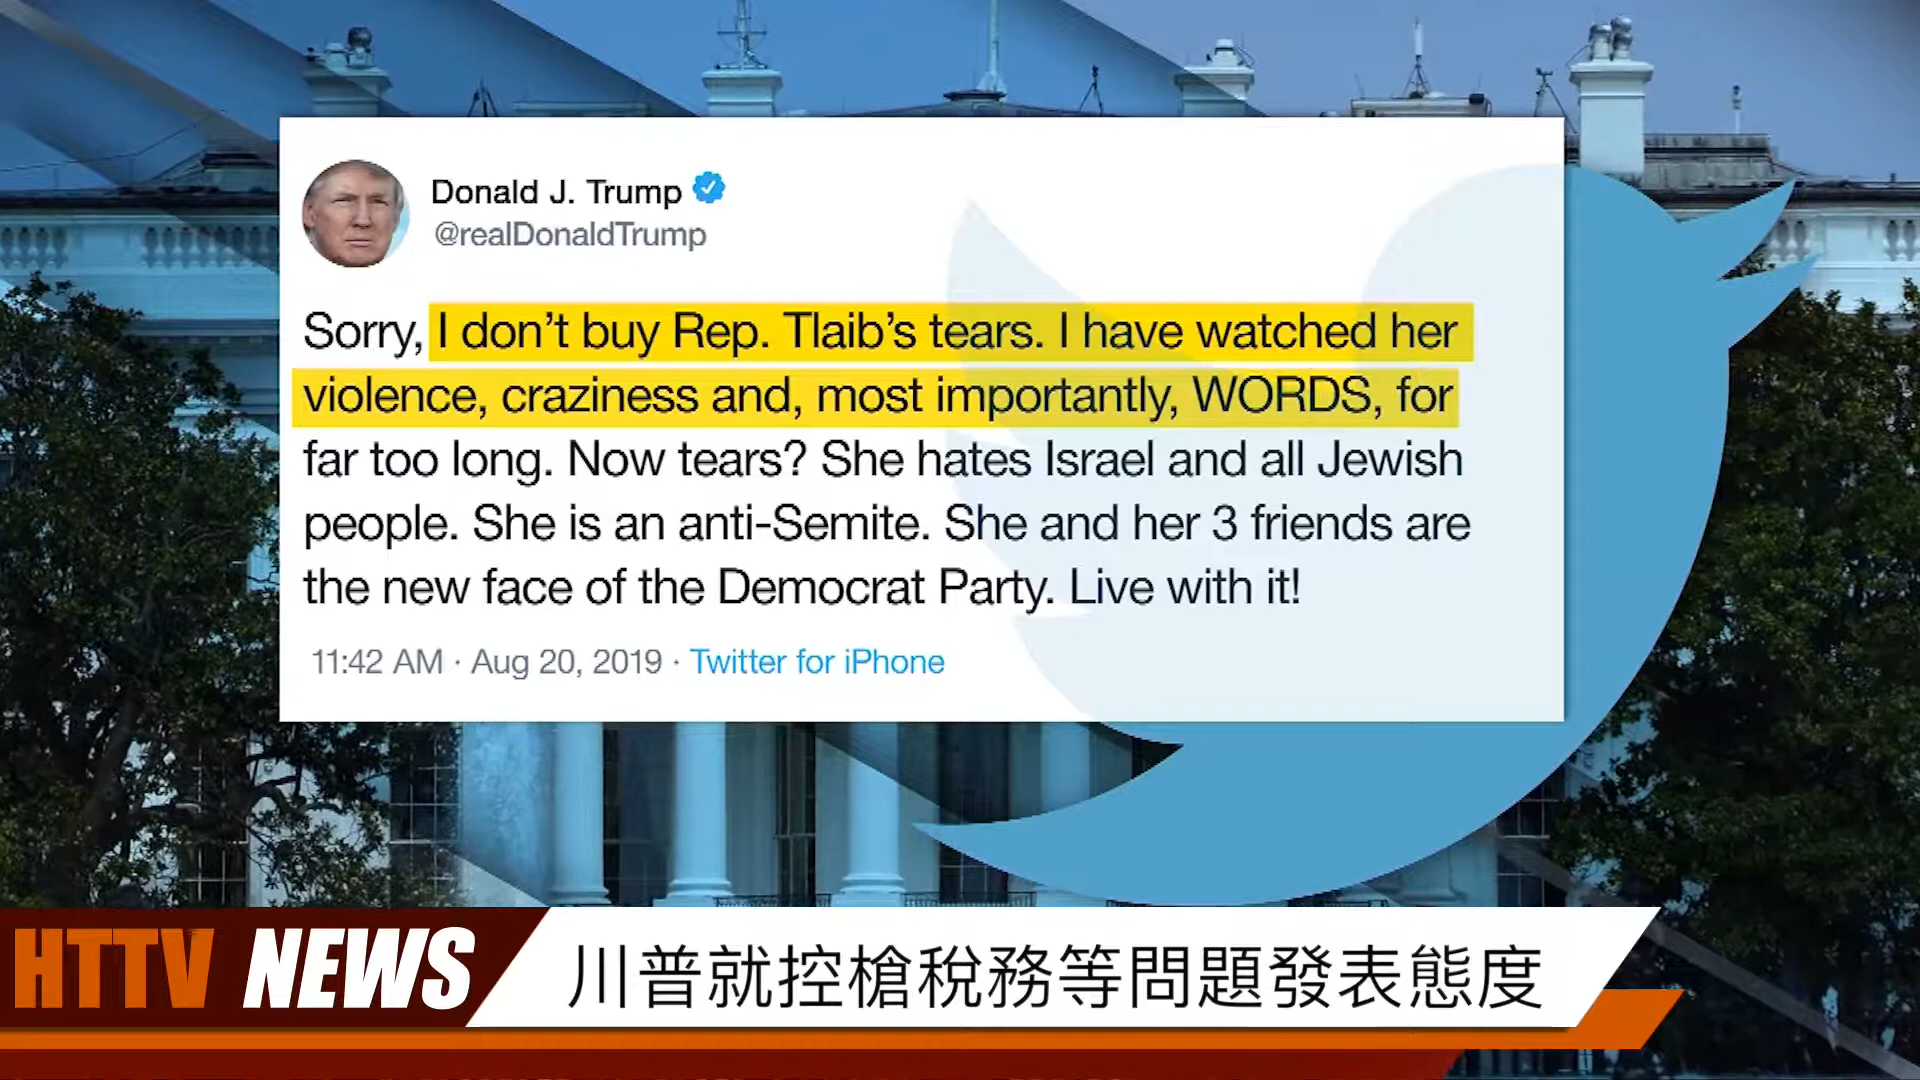 Donald J. Trump
@realDonaldTrump
Sorry, I don’t buy Rep. Tlaib’s tears. I have watched her
violence, craziness and, most importantly, WORDS, for
far too long. Now tears? She hates Israel and all Jewish
people. She is an anti-Semite. She and her 3 friends are
the new face of the Democrat Party. Live with it!
11:42 AM · Aug 20, 2019 · Twitter for iPhone
HTTV NEWS
川普就控槍稅務等問題發表態度